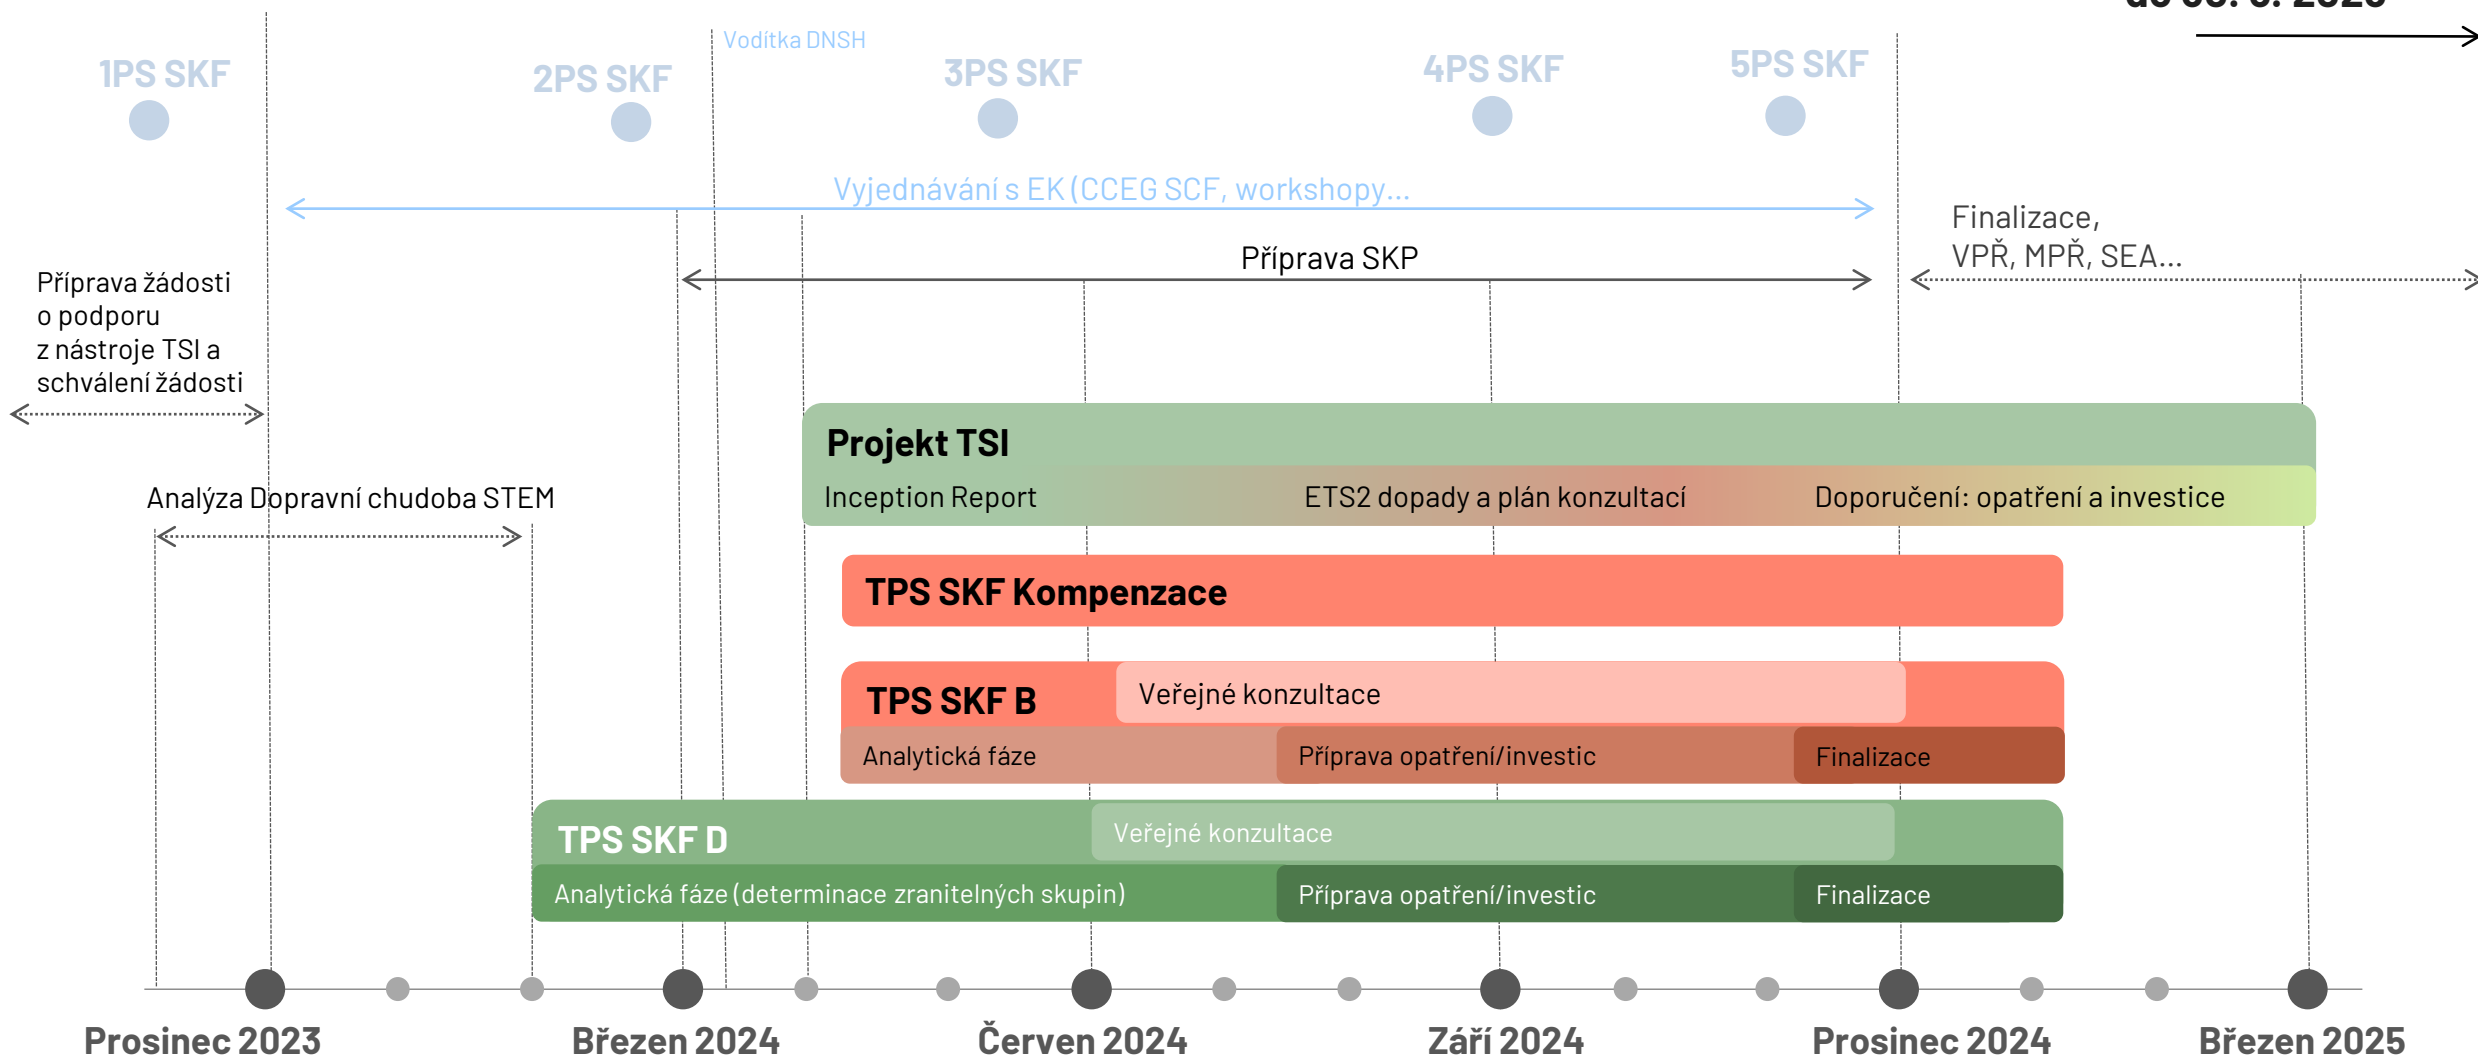 Vodítka DNSH
1PS SKF
2PS SKF
3PS SKF
4PS SKF
5PS SKF
Vyjednávání s EK (CCEG SCF, workshopy...
Finalizace,
VPŘ, MPŘ, SEA...
Příprava SKP
Příprava žádosti
o podporu
z nástroje TSI a
schválení žádosti
Projekt TSI
Inception Report
ETS2 dopady a plán konzultací
Doporučení: opatření a investice
Analýza Dopravní chudoba STEM
TPS SKF Kompenzace
TPS SKF B
Veřejné konzultace
Analytická fáze
Příprava opatření/investic
Finalizace
TPS SKF D
Veřejné konzultace
Analytická fáze (determinace zranitelných skupin)
Příprava opatření/investic
Finalizace
Prosinec 2023
Březen 2024
Červen 2024
Září 2024
Prosinec 2024
Březen 2025